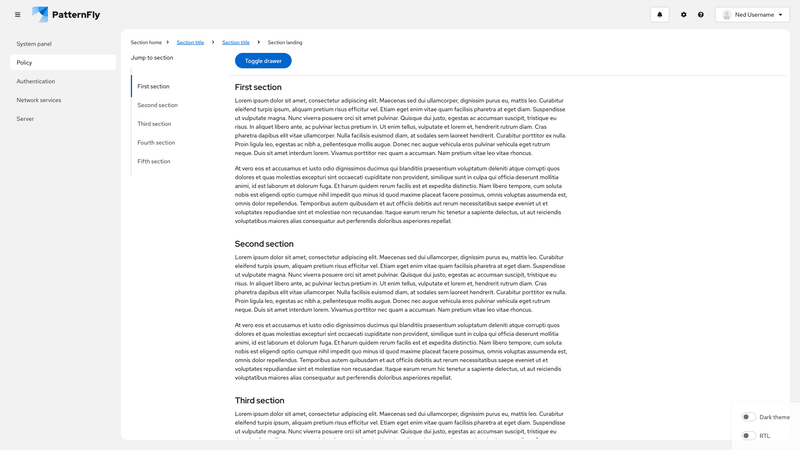 PatternFly
Ned Username
System panel
Policy
Authentication
Network services
Server
Section home
Section title
Section title
Section landing
Jump to section
First section
Second section
Third section
Fourth section
Fifth section
Toggle drawer
First section
Lorem ipsum dolor sit amet, consectetur adipiscing elit. Maecenas sed dui ullamcorper, dignissim purus eu, mattis leo. Curabitur
eleifend turpis ipsum, aliquam pretium risus efficitur vel. Etiam eget enim vitae quam facilisis pharetra at eget diam. Suspendisse
ut vulputate magna. Nunc viverra posuere orci sit amet pulvinar. Quisque dui justo, egestas ac accumsan suscipit, tristique eu
risus. In aliquet libero ante, ac pulvinar lectus pretium in. Ut enim tellus, vulputate et lorem et, hendrerit rutrum diam. Cras
pharetra dapibus elit vitae ullamcorper. Nulla facilisis euismod diam, at sodales sem laoreet hendrerit. Curabitur porttitor ex nulla.
Proin ligula leo, egestas ac nibh a, pellentesque mollis augue. Donec nec augue vehicula eros pulvinar vehicula eget rutrum
neque. Duis sit amet interdum lorem. Vivamus porttitor nec quam a accumsan. Nam pretium vitae leo vitae rhoncus.
At vero eos et accusamus et iusto odio dignissimos ducimus qui blanditiis praesentium voluptatum deleniti atque corrupti quos
dolores et quas molestias excepturi sint occaecati cupiditate non provident, similique sunt in culpa qui officia deserunt mollitia
animi, id est laborum et dolorum fuga. Et harum quidem rerum facilis est et expedita distinctio. Nam libero tempore, cum soluta
nobis est eligendi optio cumque nihil impedit quo minus id quod maxime placeat facere possimus, omnis voluptas assumenda est,
omnis dolor repellendus. Temporibus autem quibusdam et aut rerum necessitatibus saepe eveniet ut et
voluptates repudiandae sint et molestiae non recusandae. Itaque earum rerum hic tenetur a sapiente delectus, ut aut reiciendis
voluptatibus maiores alias consequatur aut perferendis doloribus asperiores repellat.
Second section
Lorem ipsum dolor sit amet, consectetur adipiscing elit. Maecenas sed dui ullamcorper, dignissim purus eu, mattis leo. Curabitur
eleifend turpis ipsum, aliquam pretium risus efficitur vel. Etiam eget enim vitae quam facilisis pharetra at eget diam. Suspendisse
ut vulputate magna. Nunc viverra posuere orci sit amet pulvinar. Quisque dui justo, egestas ac accumsan suscipit, tristique eu
risus. In aliquet libero ante, ac pulvinar lectus pretium in. Ut enim tellus, vulputate et lorem et, hendrerit rutrum diam. Cras
pharetra dapibus elit vitae ullamcorper. Nulla facilisis euismod diam, at sodales sem laoreet hendrerit. Curabitur porttitor ex nulla.
Proin ligula leo, egestas ac nibh a, pellentesque mollis augue. Donec nec augue vehicula eros pulvinar vehicula eget rutrum
neque. Duis sit amet interdum lorem. Vivamus porttitor nec quam a accumsan. Nam pretium vitae leo vitae rhoncus.
At vero eos et accusamus et iusto odio dignissimos ducimus qui blanditiis praesentium voluptatum deleniti atque corrupti quos
dolores et quas molestias excepturi sint occaecati cupiditate non provident, similique sunt in culpa qui officia deserunt mollitia
animi, id est laborum et dolorum fuga. Et harum quidem rerum facilis est et expedita distinctio. Nam libero tempore, cum soluta
nobis est eligendi optio cumque nihil impedit quo minus id quod maxime placeat facere possimus, omnis voluptas assumenda est,
omnis dolor repellendus. Temporibus autem quibusdam et aut rerum necessitatibus saepe eveniet ut et
voluptates repudiandae sint et molestiae non recusandae. Itaque earum rerum hic tenetur a sapiente delectus, ut aut reiciendis
voluptatibus maiores alias consequatur aut perferendis doloribus asperiores repellat.
Third section
Lorem ipsum dolor sit amet, consectetur adipiscing elit. Maecenas sed dui ullamcorper, dignissim purus eu, mattis leo. Curabitur
eleifend turpis ipsum, aliquam pretium risus efficitur vel. Etiam eget enim vitae quam facilisis pharetra at eget diam. Suspendisse
ut vulputate magna. Nunc viverra posuere orci sit amet pulvinar. Quisque dui justo, egestas ac accumsan suscipit, tristique eu
Dark theme
RTL